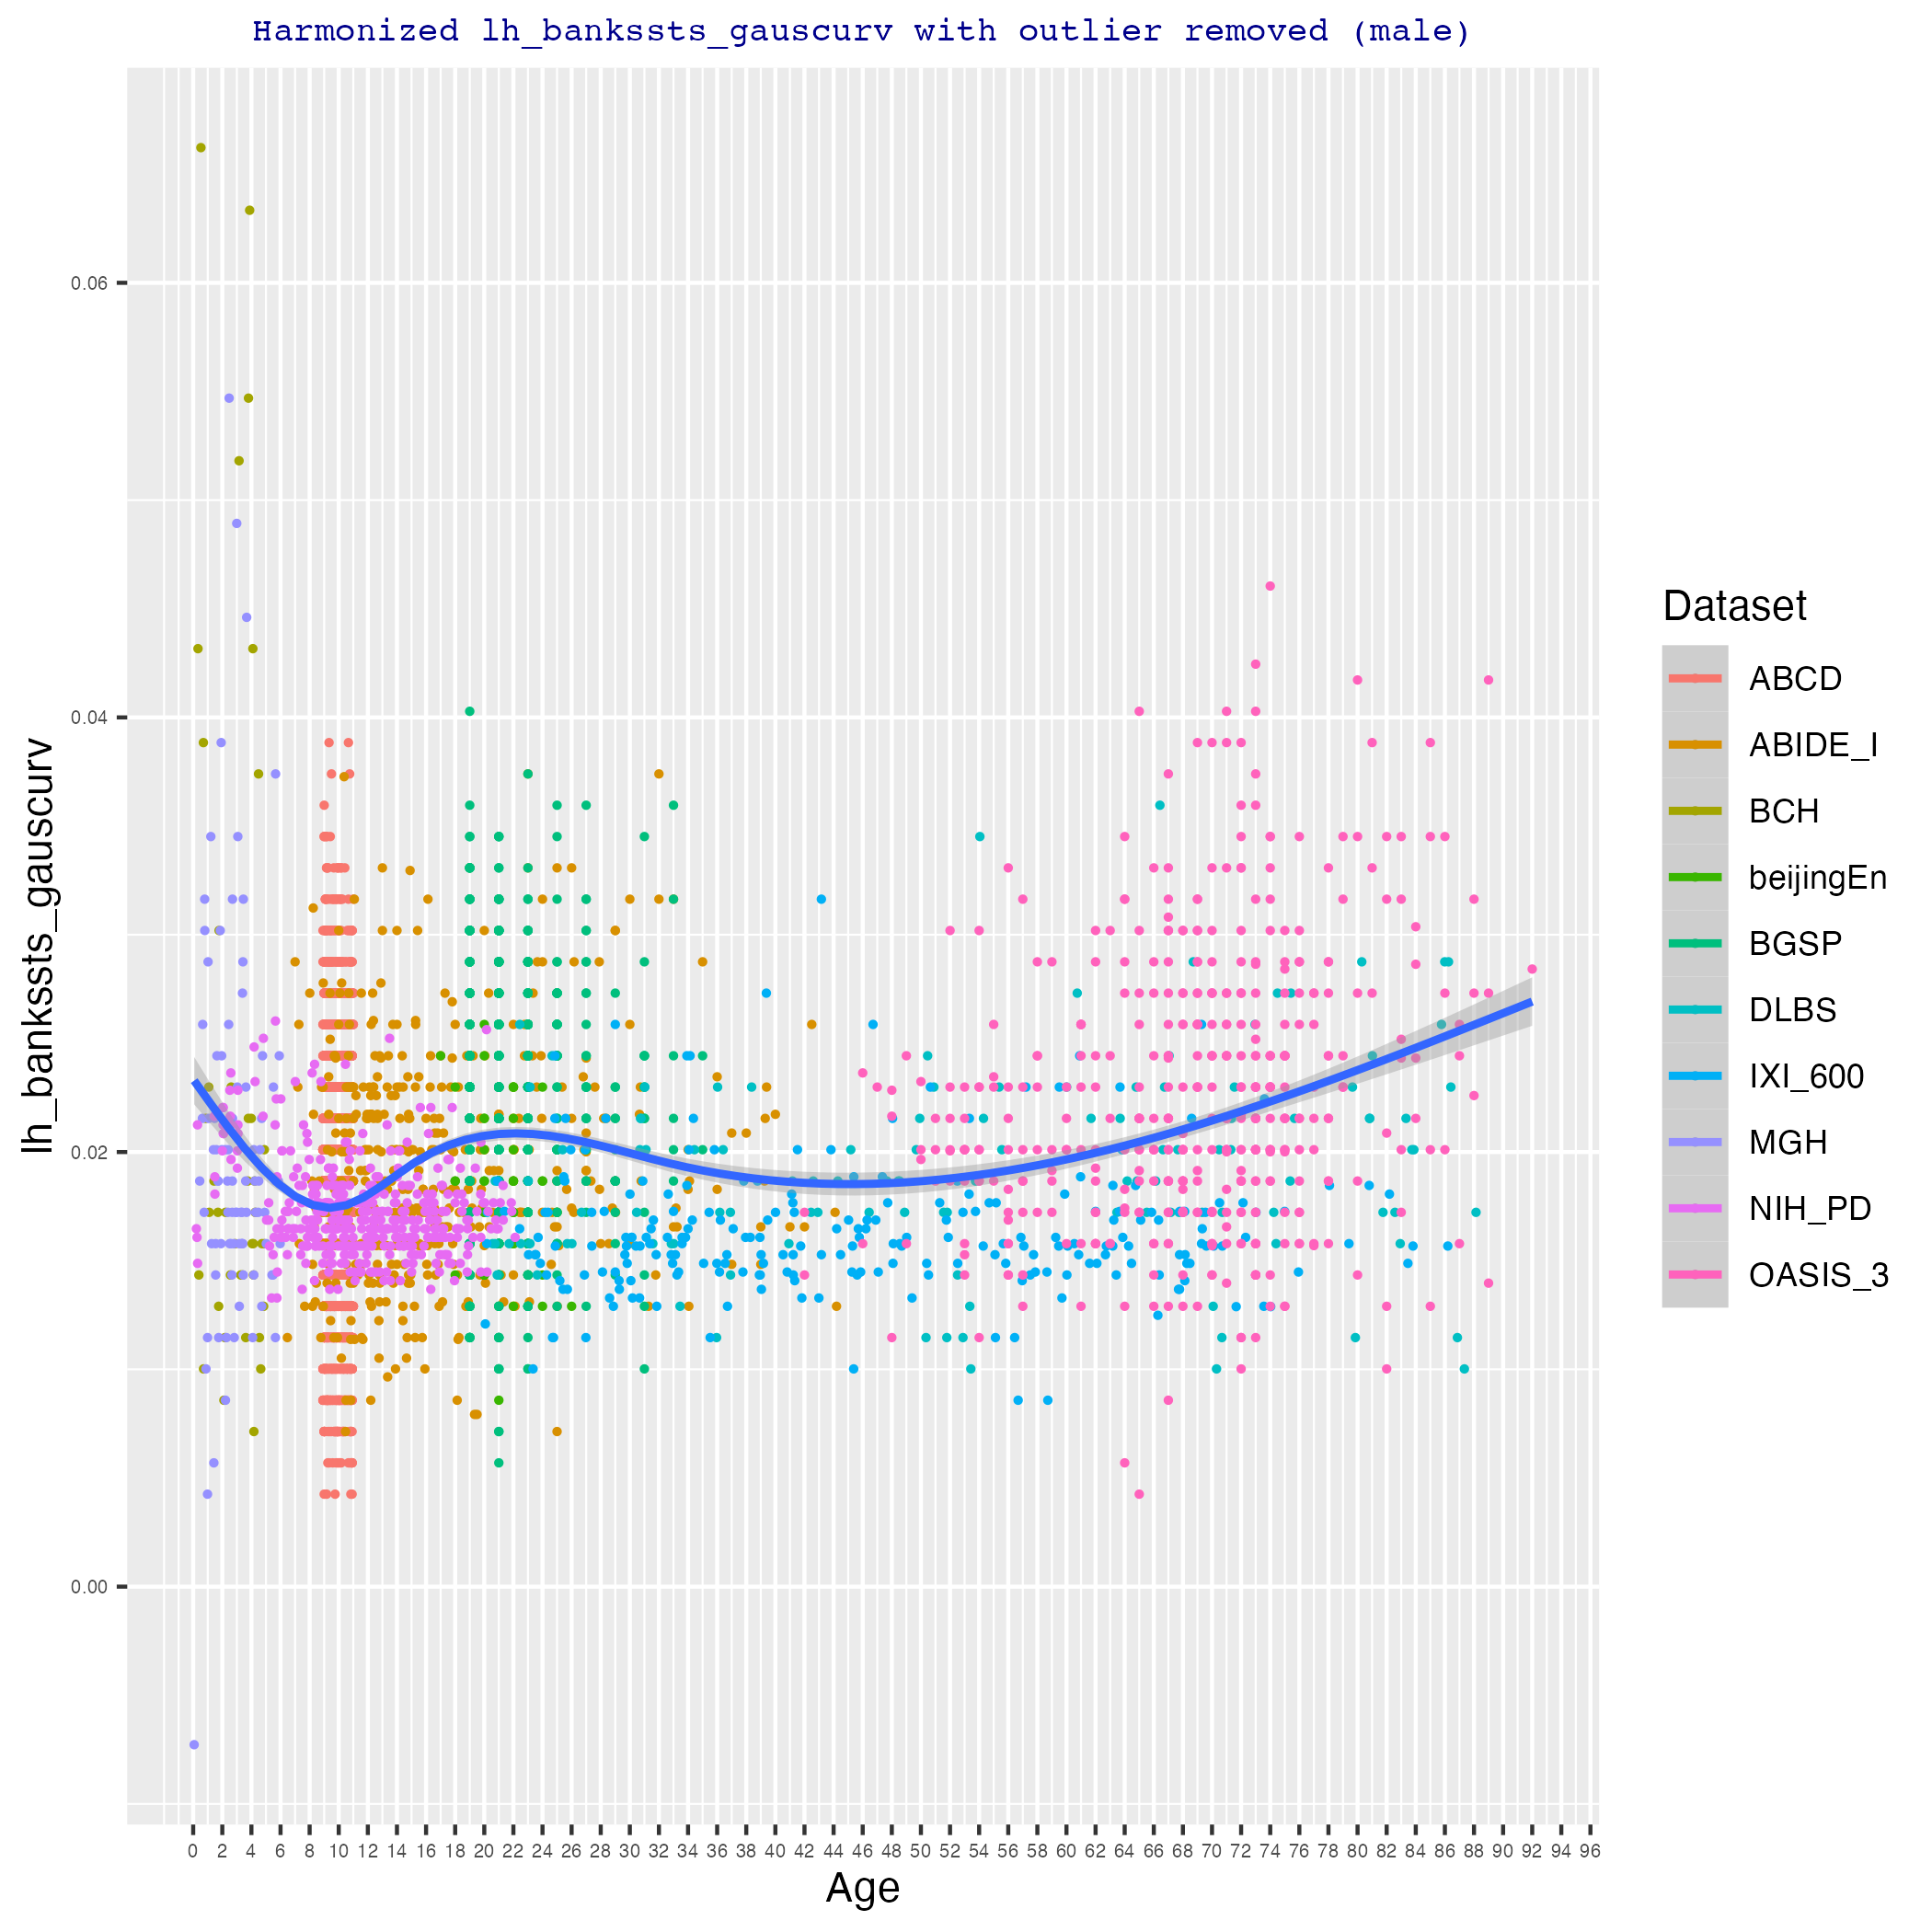 Harmonized lh_bankssts_gauscurv with outlier removed (male)
lh_bankssts_gauscurv
0.06
0.04
0.02
0.00
0 2 4 6 8 10 12 14 16 18 20 22 24 26 28 30 32 34 36 38 40 42 44 46 48 50 52 54 56 58 60 62 64 66 68 70 72 74 76 78 80 82 84 86 88 90 92 94 96
Age
Dataset
ABCD
ABIDE_I
BCH
beijingEn
BGSP
DLBS
IXI_600
MGH
NIH_PD
OASIS_3